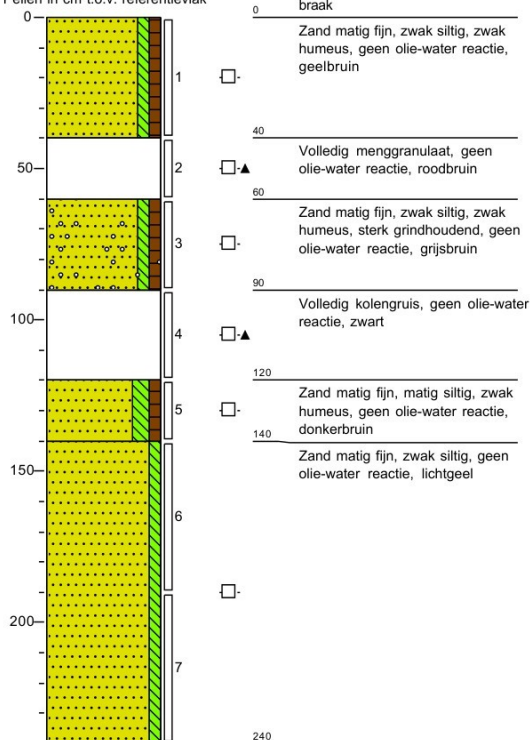 Peilen in cm t.o.v. referentievlak
braak
0
0
Zand matig fijn, zwak siltig, zwak
humeus, geen olie-water reactie,
geelbruin
1
40
Volledig menggranulaat, geen
olie-water reactie, roodbruin
50
2
60
Zand matig fijn, zwak siltig, zwak
humeus, sterk grindhoudend, geen
olie-water reactie, grijsbruin
3
90
Volledig kolengruis, geen olie-water
reactie, zwart
100
4
120
Zand matig fijn, matig siltig, zwak
humeus, geen olie-water reactie,
donkerbruin
5
140
Zand matig fijn, zwak siltig, geen
olie-water reactie, lichtgeel
150
6
200
7
240